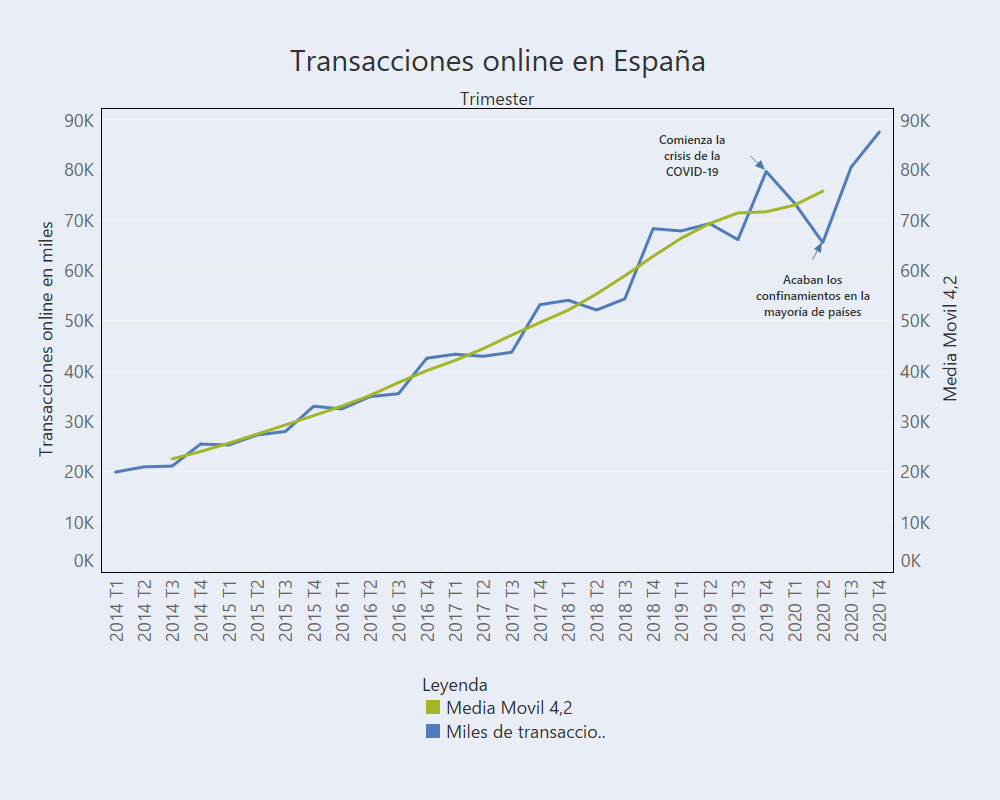 Transacciones online en España
Trimester
90K
80K
70K
60K
50K
40K
30K
20K
10K
0K
Transacciones online en miles
Comienza la
crisis de la
COVID-19
Acaban los
confinamientos en la
mayoría de países
90K
80K
70K
60K
50K
40K
30K
20K
10K
0K
Media Movil 4,2
2014 T1
2014 T2
2014 T3
2014 T4
2015 T1
2015 T2
2015 T3
2015 T4
2016 T1
2016 T2
2016 T3
2016 T4
2017 T1
2017 T2
2017 T3
2017 T4
2018 T1
2018 T2
2018 T3
2018 T4
2019 T1
2019 T2
2019 T3
2019 T4
2020 T1
2020 T2
2020 T3
2020 T4
Leyenda
Media Movil 4,2
Miles de transaccio..